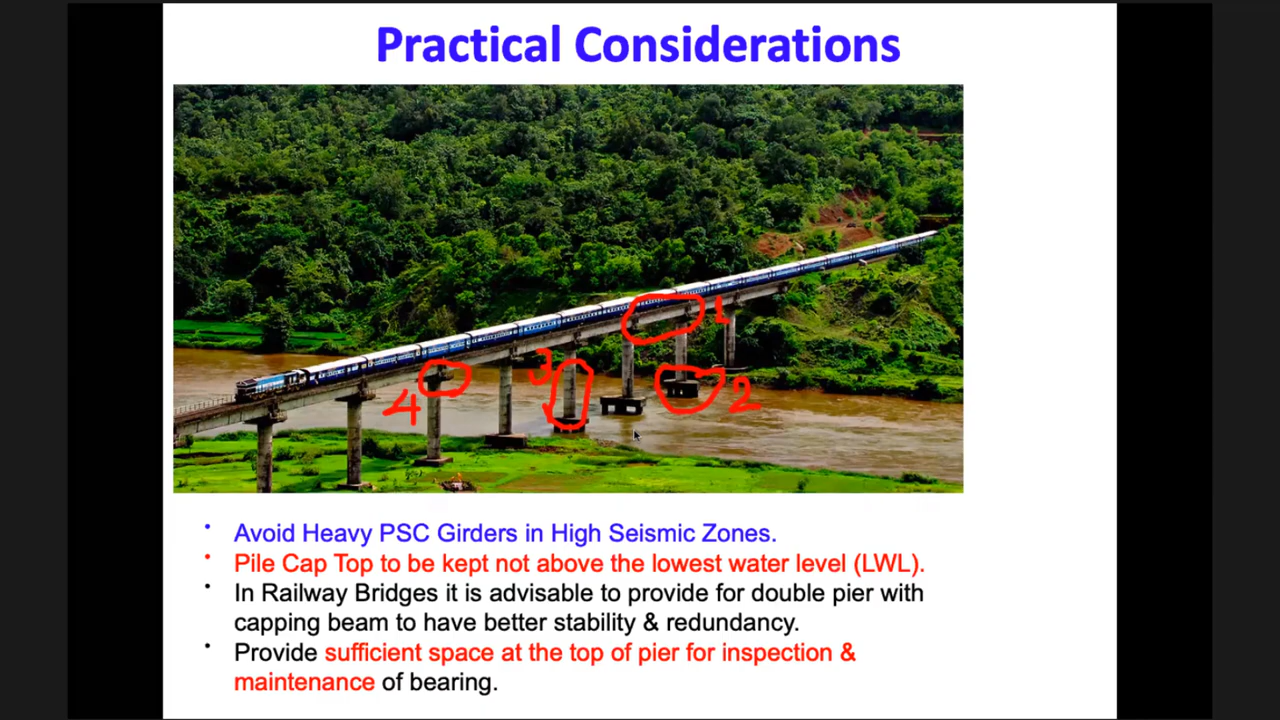 Practical Considerations
1
3
4
2
• Avoid Heavy PSC Girders in High Seismic Zones.
• Pile Cap Top to be kept not above the lowest water level (LWL).
• In Railway Bridges it is advisable to provide for double pier with
capping beam to have better stability & redundancy.
• Provide sufficient space at the top of pier for inspection &
maintenance of bearing.